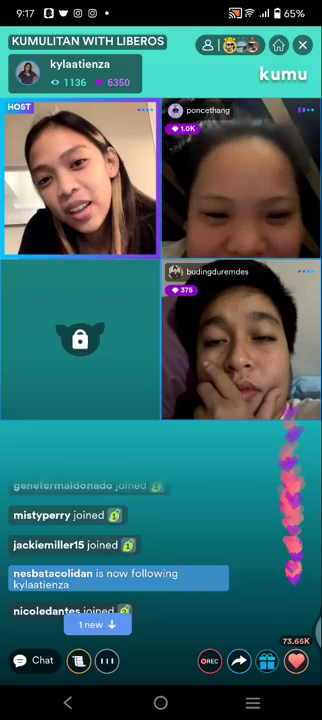 9:17
65%
KUMULITAN WITH LIBEROS
kylaatienza
1136
6350
kumu
HOST
poncethang
1.0K
budingduremdes
375
genefermaldonado joined
mistyperry joined
jackiemiller15 joined
nesbatacolidan is now following
kylaatienza
nicoledantes joined
1 new
73.65K
Chat
REC